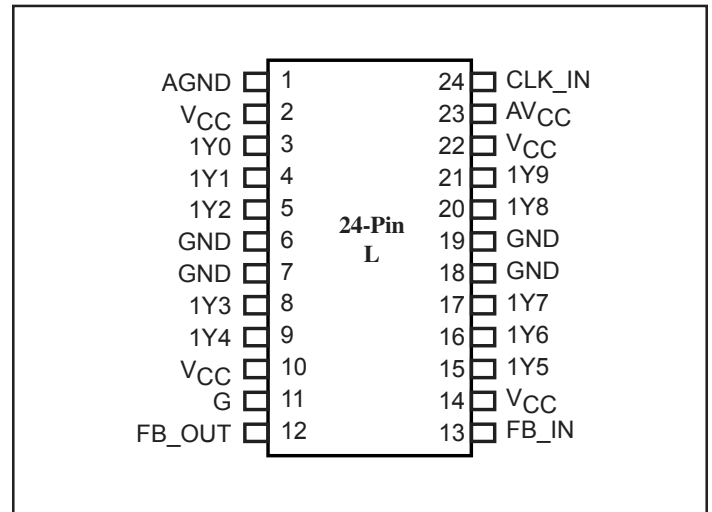 AGND 1 24 CLK_IN
VCC 2 23 AVCC
1Y0 3 22 VCC
1Y1 4 21 1Y9
1Y2 5 20 1Y8
24-Pin
L
GND 6 19 GND
GND 7 18 GND
1Y3 8 17 1Y7
1Y4 9 16 1Y6
VCC 10 15 1Y5
G 11 14 VCC
FB_OUT 12 13 FB_IN